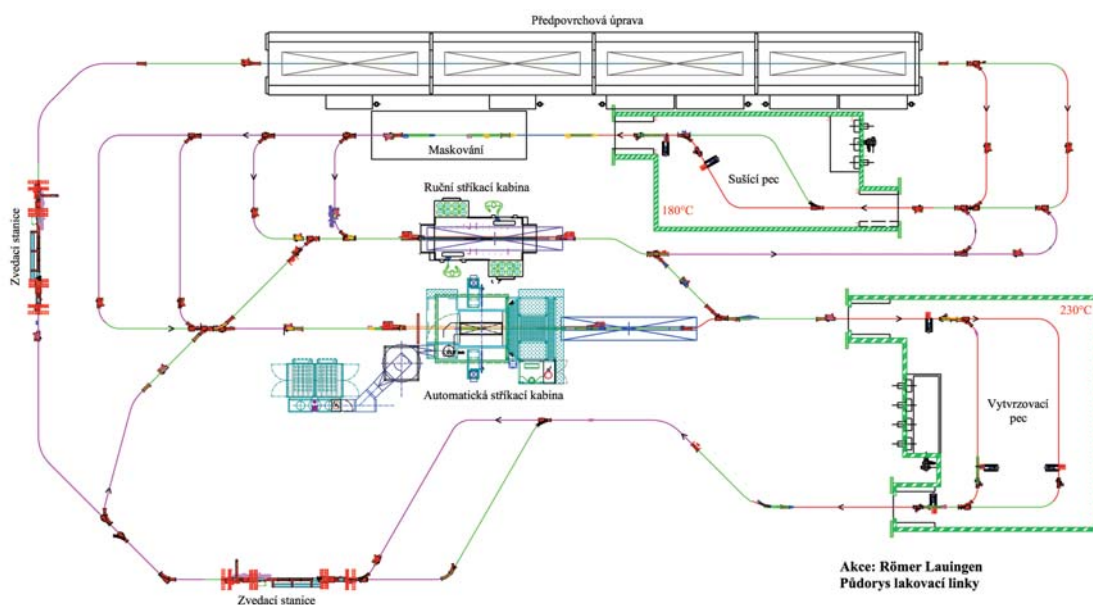 Předpovrchová úprava
Maskování
Sušící pec
180°C
Ruční stříkací kabina
Zvedací stanice
230°C
Vytvrzovací
pec
Automatická stříkací kabina
Zvedací stanice
Akce: Römer Lauingen
Půdorys lakovací linky